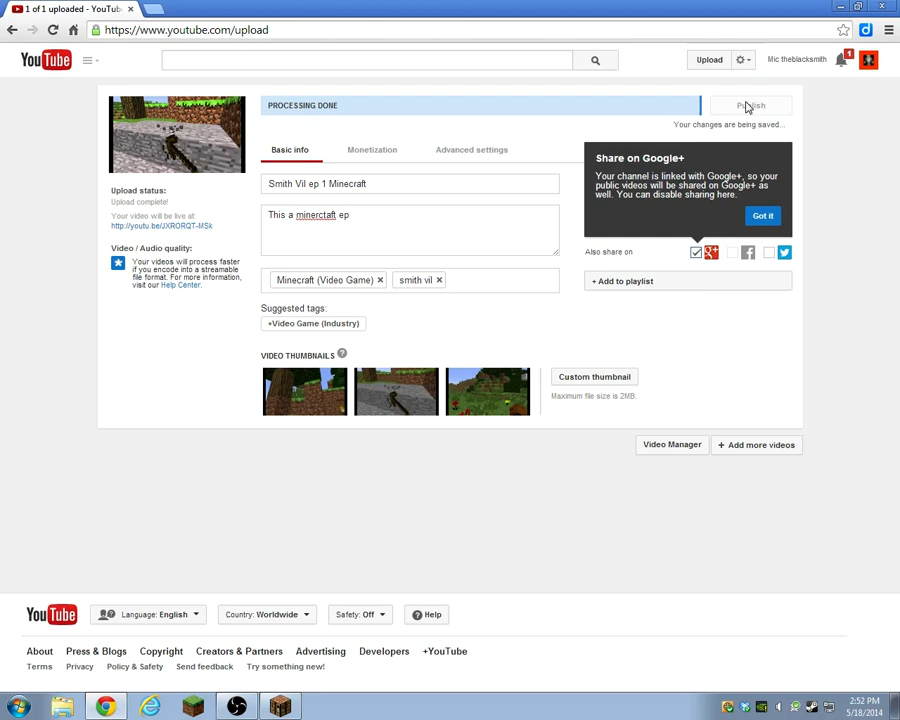 1 of 1 uploaded - YouTub
https://www.youtube.com/upload
YouTube
Upload
Mic theblacksmith
1
PROCESSING DONE
Publish
Your changes are being saved...
Basic info
Monetization
Advanced settings
Share on Google+
Your channel is linked with Google+, so your
public videos will be shared on Google+ as
well. You can disable sharing here.
Got it
Upload status:
Upload complete!
Your video will be live at:
http://youtu.be/JXRORQT-MSk
Smith Vil ep 1 Minecraft
This a minerctaft ep
Video / Audio quality:
Your videos will process faster
if you encode into a streamable
file format. For more information,
visit our Help Center.
Also share on
+ Add to playlist
Minecraft (Video Game) × smith vil ×
Suggested tags:
+Video Game (Industry)
VIDEO THUMBNAILS ?
Custom thumbnail
Maximum file size is 2MB.
Video Manager
+ Add more videos
YouTube
Language: English
Country: Worldwide
Safety: Off
Help
About Press & Blogs Copyright Creators & Partners Advertising Developers +YouTube
Terms Privacy Policy & Safety Send feedback Try something new!
2:52 PM
5/18/2014